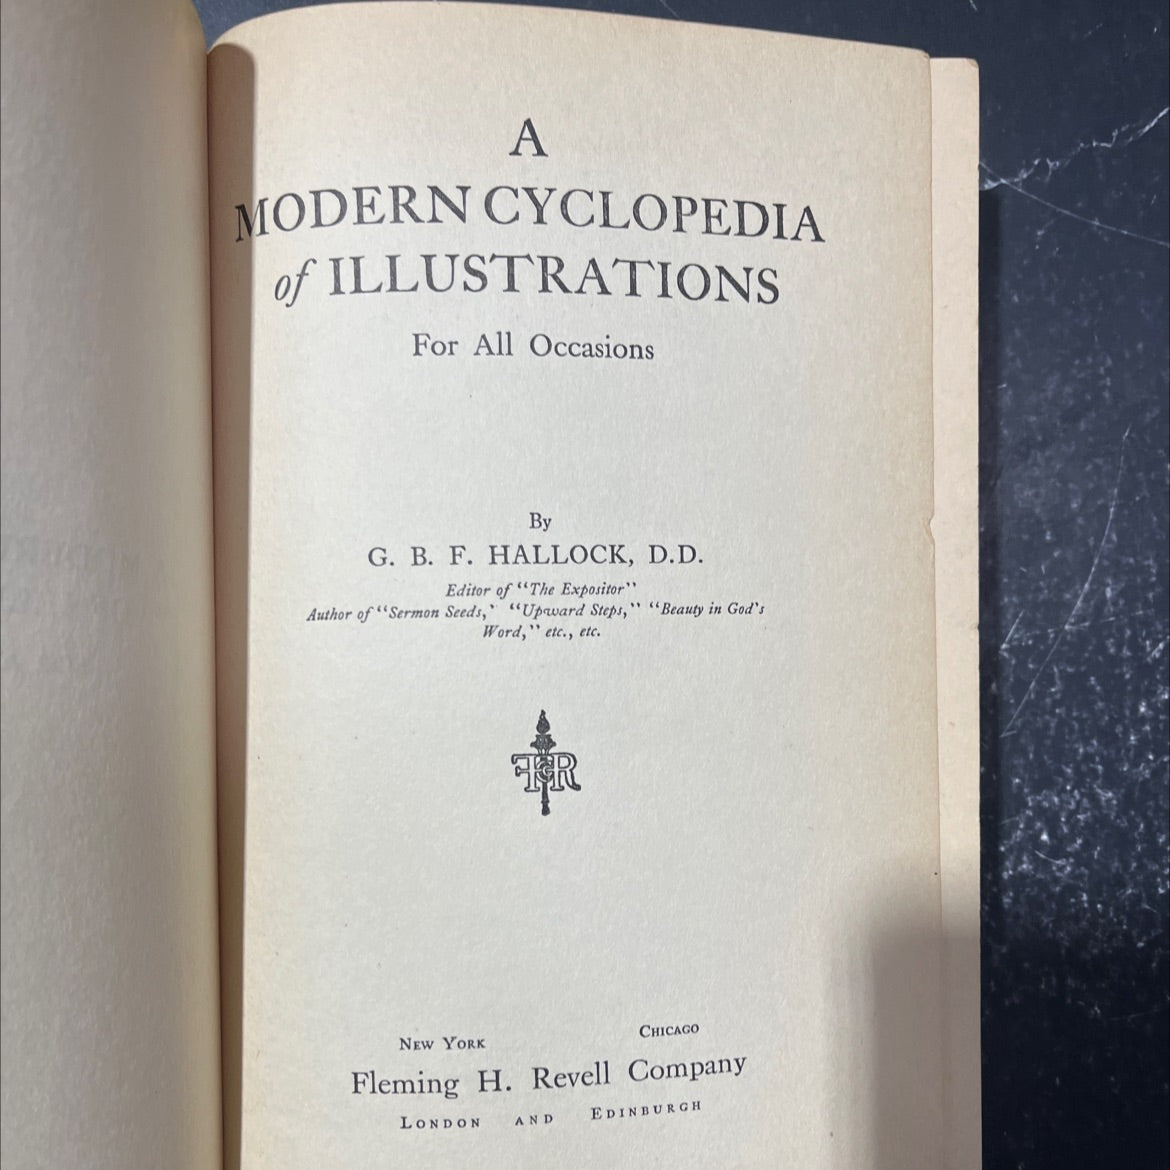 A
MODERN CYCLOPEDIA
of ILLUSTRATIONS
For All Occasions
By
G. B. F. HALLOCK, D.D.
Editor of “The Expositor”
Author of “Sermon Seeds,’ “Upward Steps,” “Beauty in God's
Word,” etc., etc.
FGR
NEW YORK CHICAGO
Fleming H. Revell Company
LONDON AND EDINBURGH